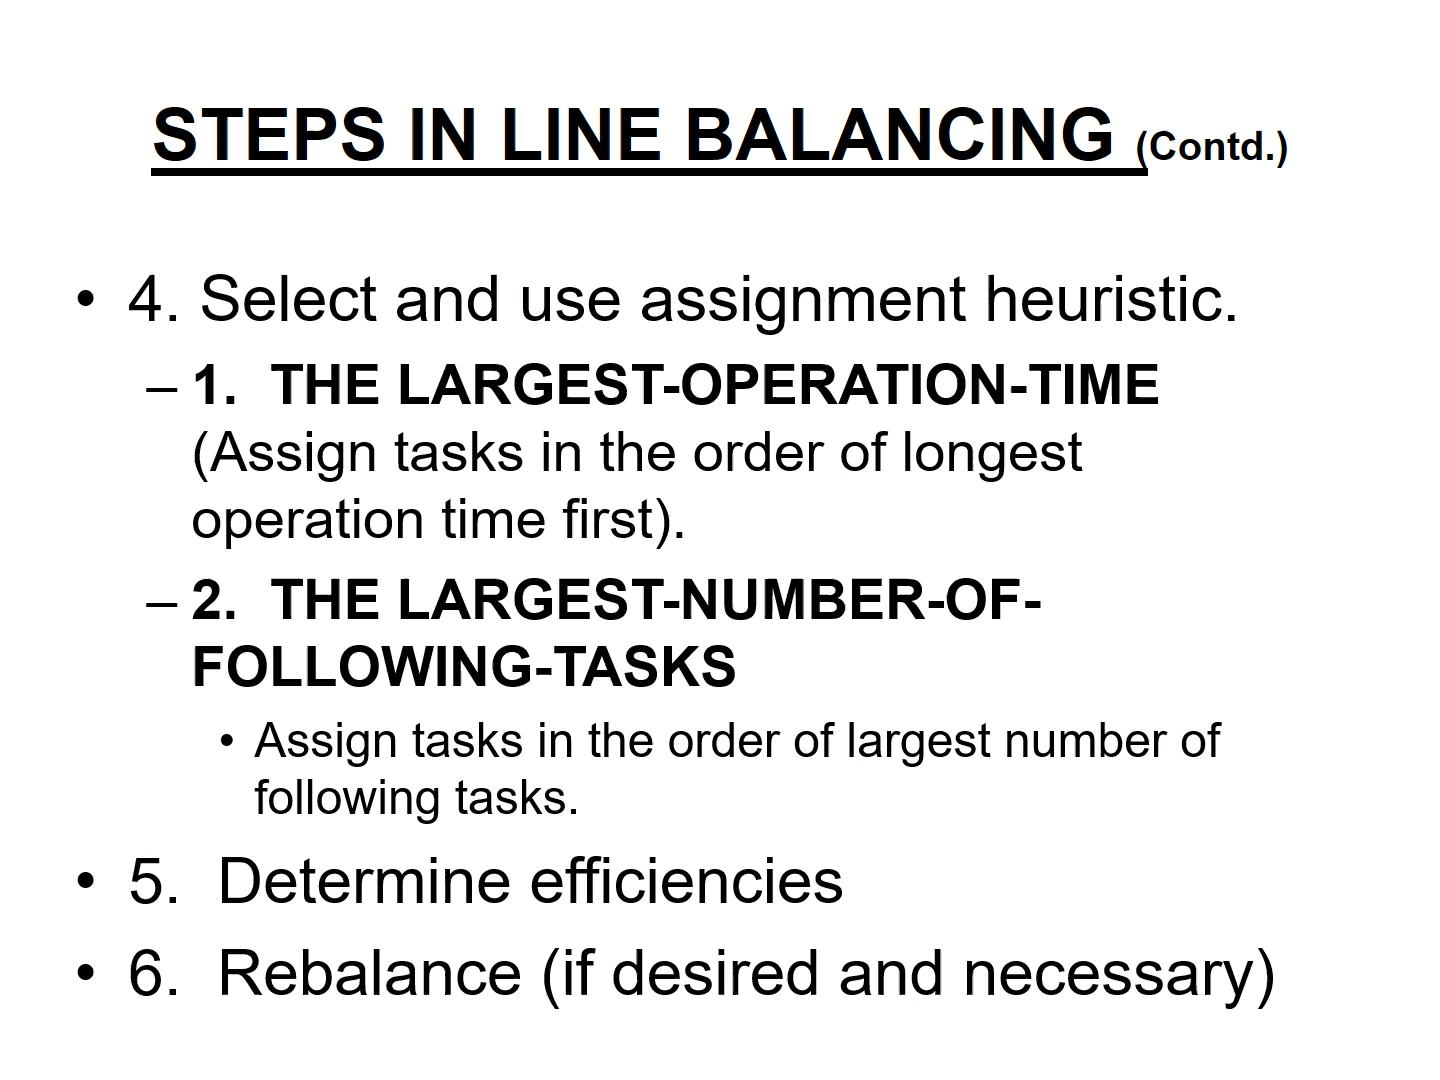 STEPS IN LINE BALANCING (Contd.)
• 4. Select and use assignment heuristic.
– 1. THE LARGEST-OPERATION-TIME
(Assign tasks in the order of longest
operation time first).
– 2. THE LARGEST-NUMBER-OF-
FOLLOWING-TASKS
• Assign tasks in the order of largest number of
following tasks.
• 5. Determine efficiencies
• 6. Rebalance (if desired and necessary)